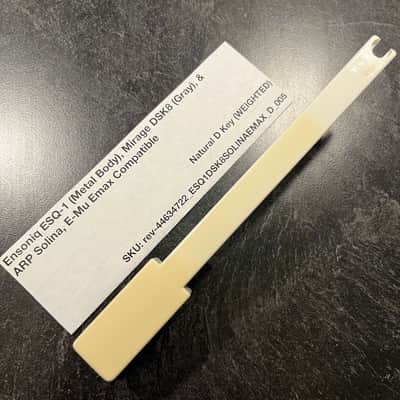 Ensoniq ESQ-1 (Metal Body), Mirage DSK8 (Gray), &
ARP Solina, E-Mu Emax Compatible
Natural D Key (WEIGHTED)
SKU: rev-44634722_ESQ1DSK8SOLINAEMAX_D_005